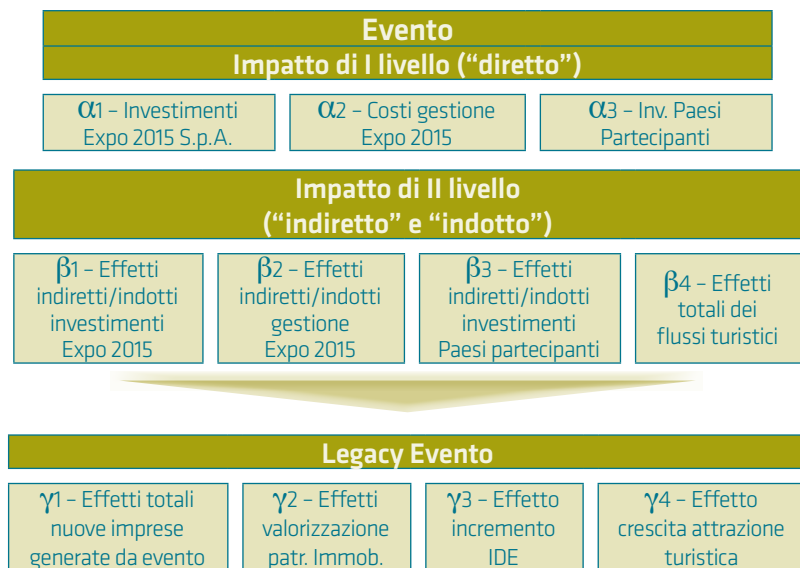 Evento
Impatto di I livello (“diretto”)
α1 – Investimenti
Expo 2015 S.p.A.
α2 – Costi gestione
Expo 2015
α3 – Inv. Paesi
Partecipanti
Impatto di II livello
(“indiretto” e “indotto”)
β1 – Effetti
indiretti/indotti
investimenti
Expo 2015
β2 – Effetti
indiretti/indotti
gestione
Expo 2015
β3 – Effetti
indiretti/indotti
investimenti
Paesi partecipanti
β4 – Effetti
totali dei
flussi turistici
Legacy Evento
γ1 – Effetti totali
nuove imprese
generate da evento
γ2 – Effetti
valorizzazione
patr. Immob.
γ3 – Effetto
incremento
IDE
γ4 – Effetto
crescita attrazione
turistica